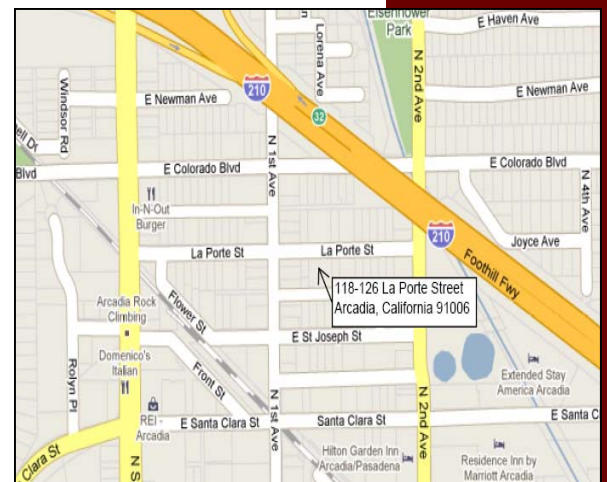 Eisenhower
Park
E Haven Ave
Lorena Ave
N 2nd Ave
Windsor Rd
E Newman Ave
210
E Newman Ave
32
N 1st Ave
Blvd
E Colorado Blvd
E Colorado Blvd
N 4th Ave
In-N-Out
Burger
210
Joyce Ave
La Porte St
La Porte St
Foothill Fwy
118-126 La Porte Street
Arcadia, California 91006
Arcadia Rock
Climbing
Flower St
E St Joseph St
Domenico's
Italian
Front St
Rolyn Pl
Extended Stay
America Arcadia
REI -
Arcadia
E Santa Clara St
N 1st Ave
Santa Clara St
N 2nd Ave
E Santa C
Clara St
N S
Hilton Garden Inn
Arcadia/Pasadena
Residence Inn by
Marriott Arcadia